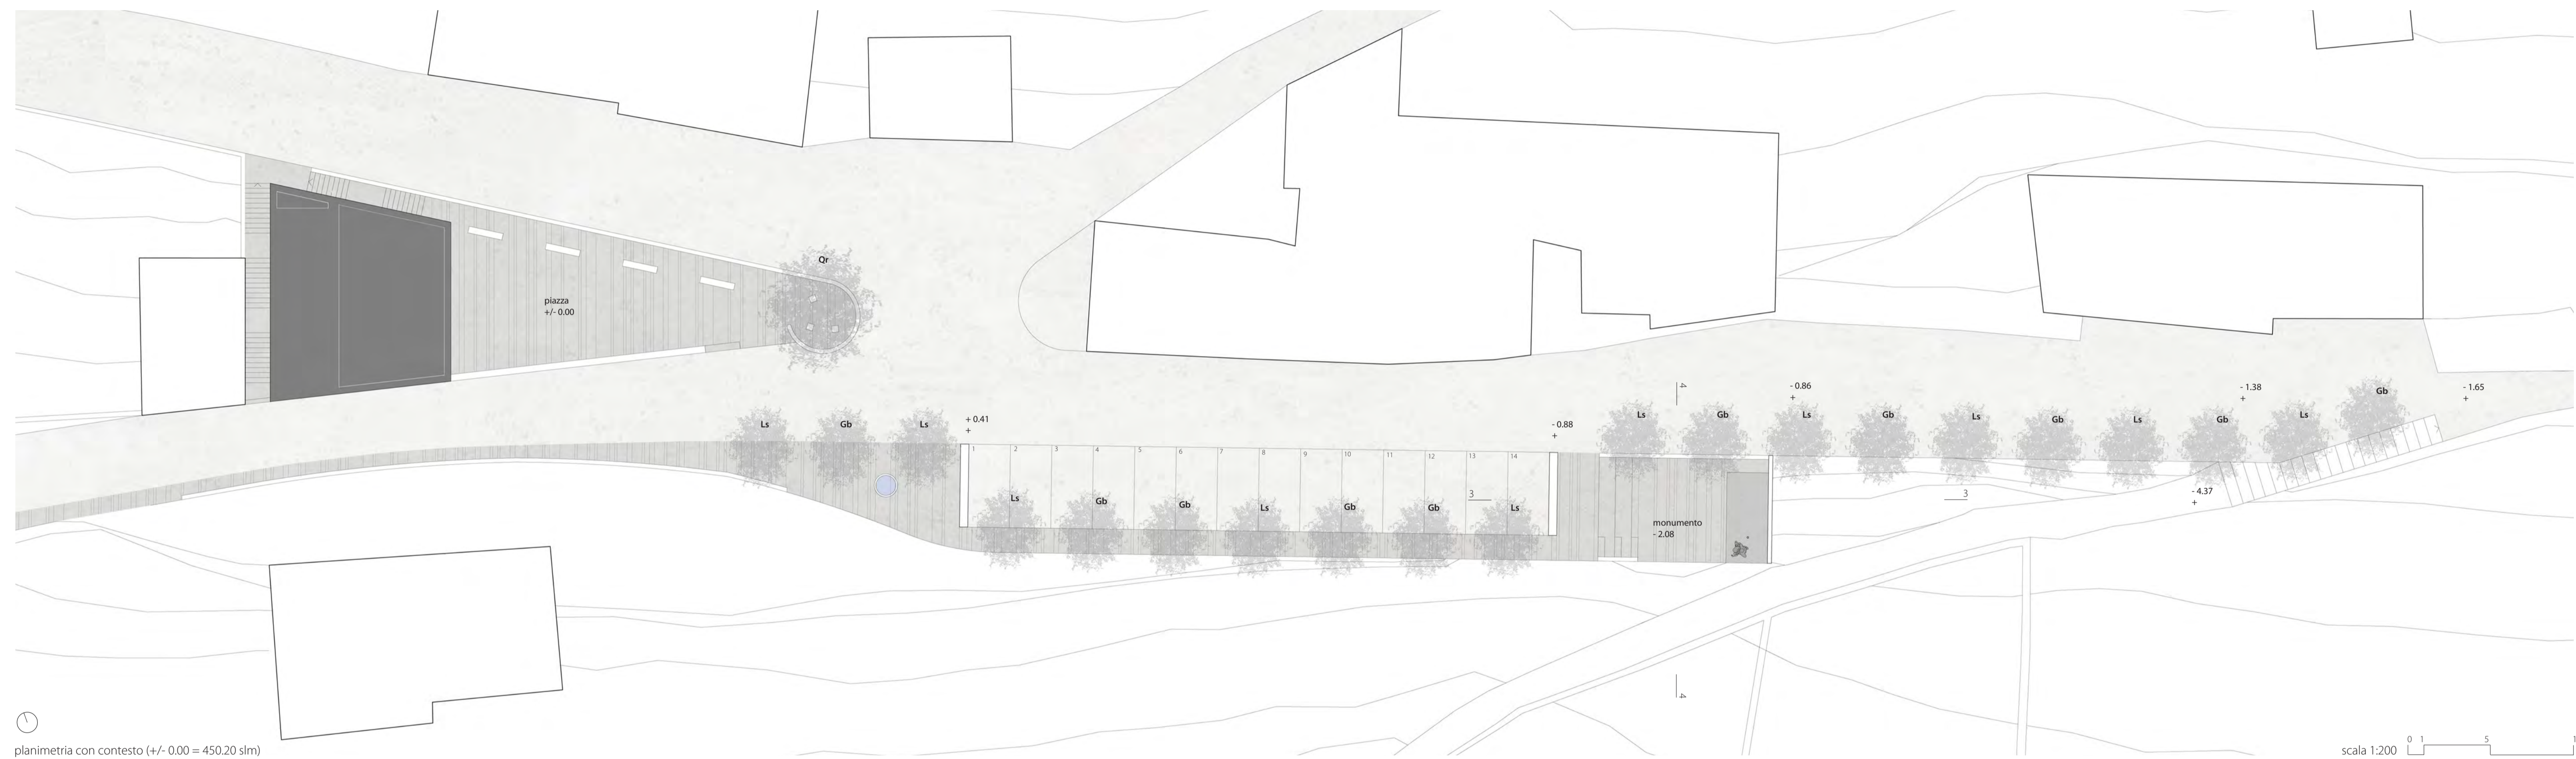 Qr
piazza
+/- 0.00
Ls
Gb
Ls
+ 0.41
+
1
2
3
4
5
6
7
8
9
10
11
12
13
14
- 0.88
+
Ls
Gb
Gb
Ls
Gb
Gb
Ls
3
4
Ls
Gb
- 0.86
+
Ls
Gb
Ls
Gb
Ls
Gb
- 1.38
+
Ls
Gb
- 1.65
+
3
- 4.37
+
monumento
- 2.08
4
planimetria con contesto (+/- 0.00 = 450.20 slm)
scala 1:200
0 1 5